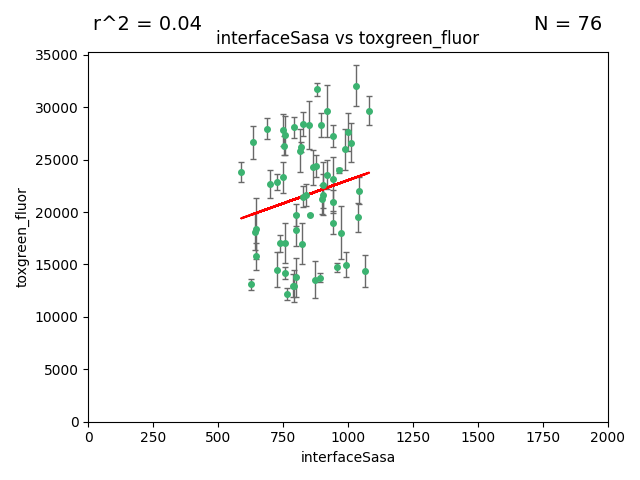 r^2 = 0.04
N = 76
interfaceSasa vs toxgreen_fluor
35000
30000
25000
20000
15000
10000
5000
0
toxgreen_fluor
0 250 500 750 1000 1250 1500 1750 2000
interfaceSasa